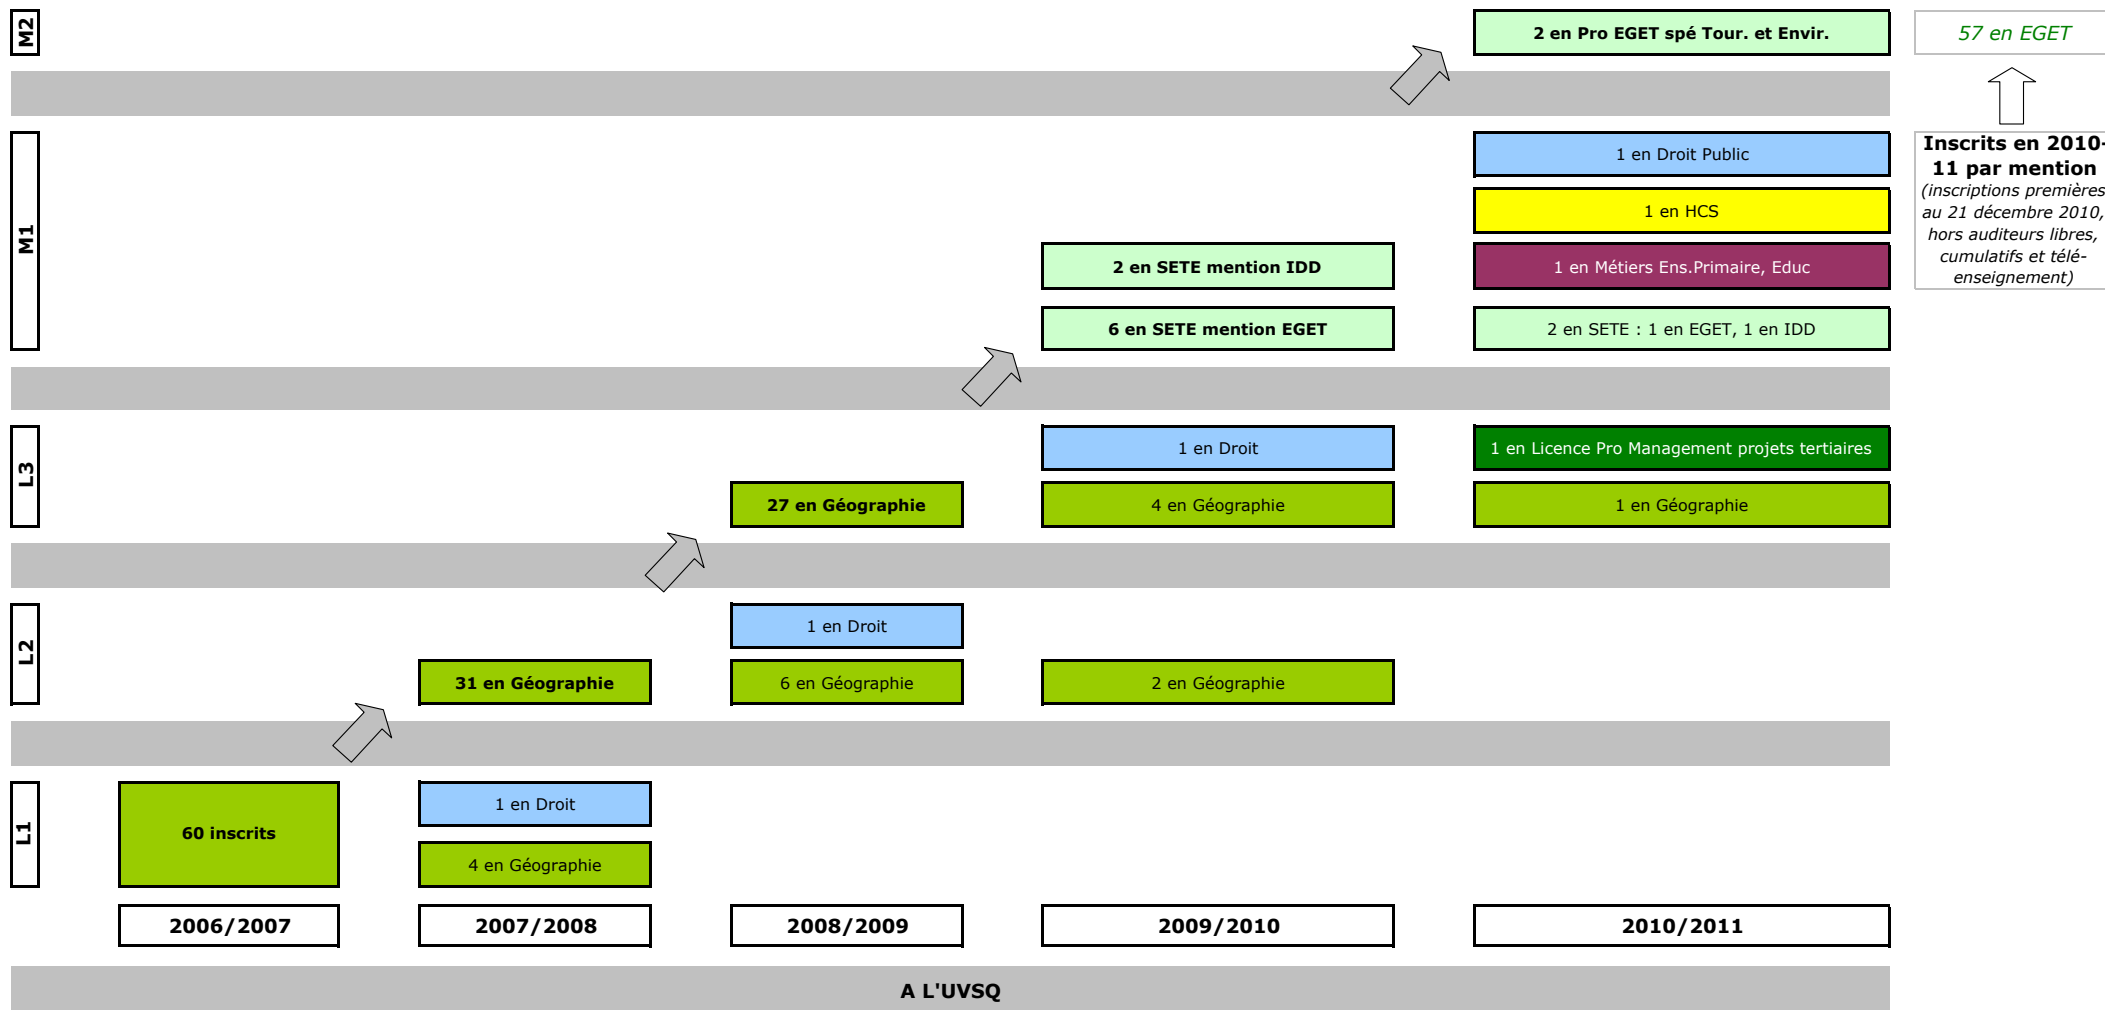 M2
2 en Pro EGET spé Tour. et Envir.
57 en EGET
M1
1 en Droit Public
Inscrits en 2010-
11 par mention
(inscriptions premières
au 21 décembre 2010,
hors auditeurs libres,
cumulatifs et télé-
enseignement)
1 en HCS
2 en SETE mention IDD
1 en Métiers Ens.Primaire, Educ
6 en SETE mention EGET
2 en SETE : 1 en EGET, 1 en IDD
L3
1 en Droit
1 en Licence Pro Management projets tertiaires
27 en Géographie
4 en Géographie
1 en Géographie
L2
1 en Droit
31 en Géographie
6 en Géographie
2 en Géographie
L1
60 inscrits
1 en Droit
4 en Géographie
2006/2007
2007/2008
2008/2009
2009/2010
2010/2011
A L'UVSQ